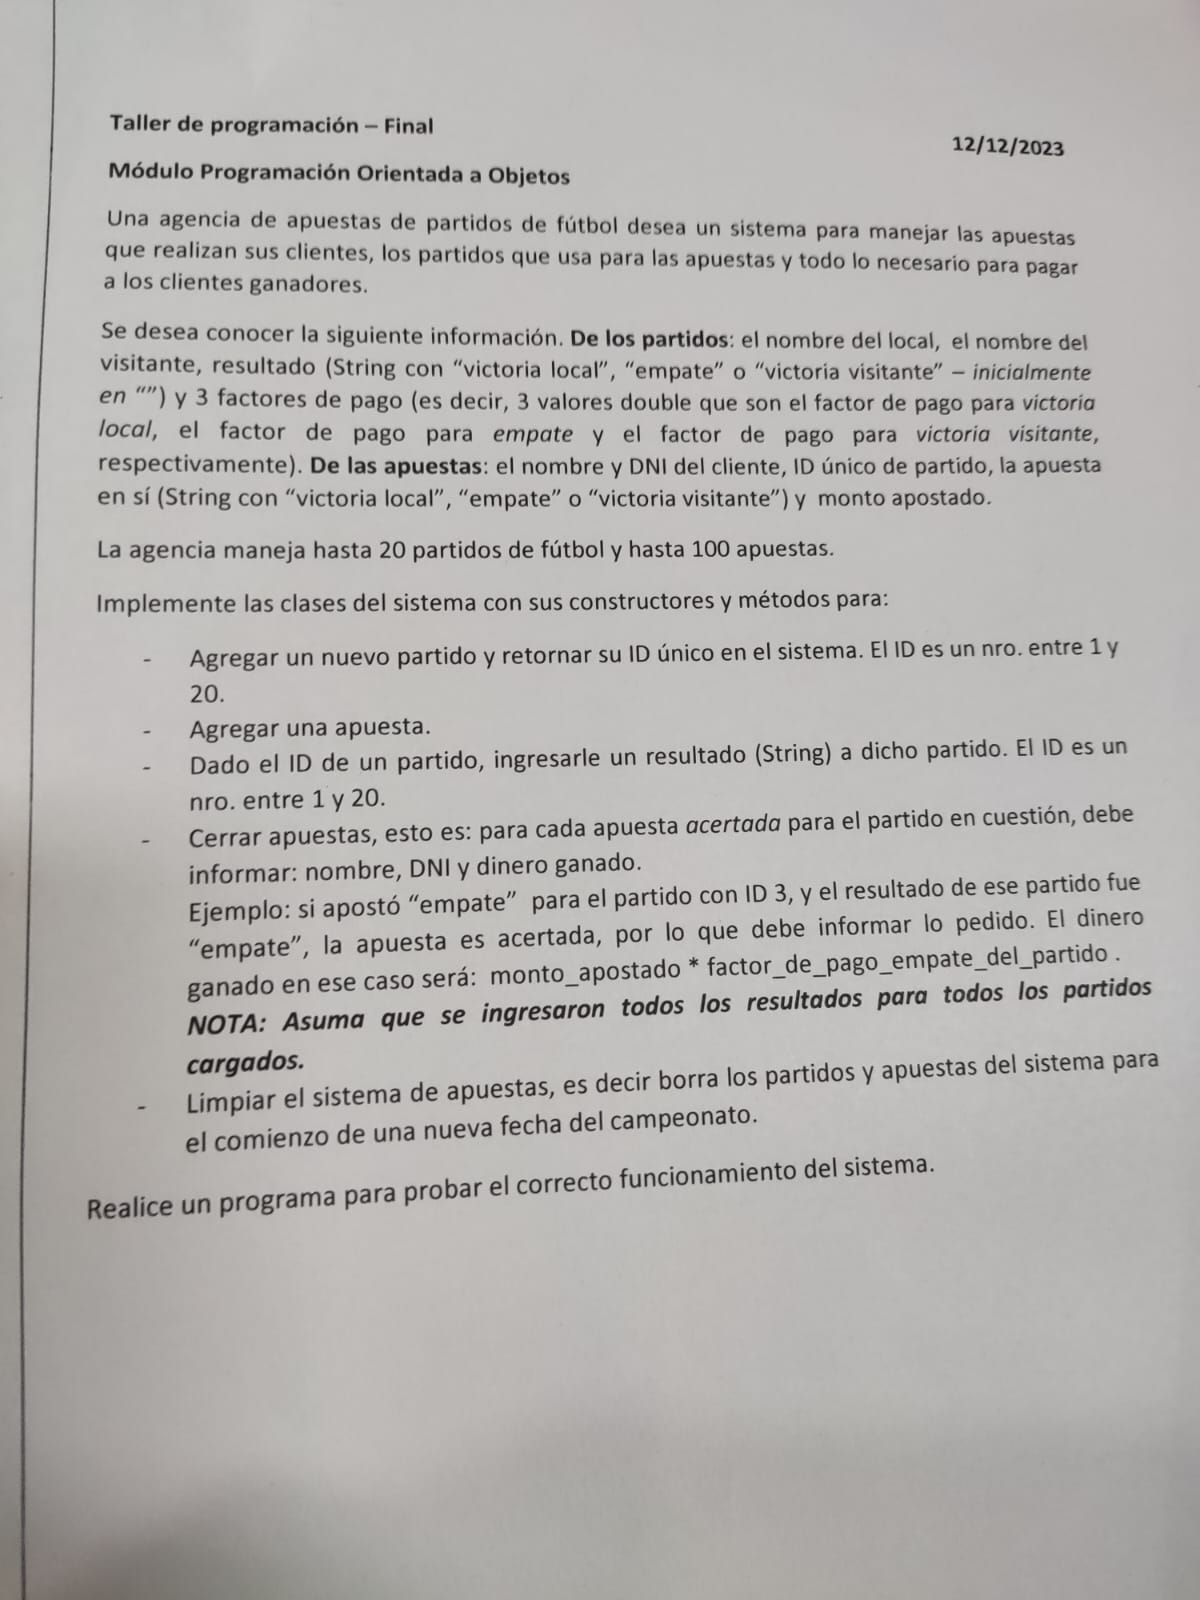 Taller de programación – Final
12/12/2023
Módulo Programación Orientada a Objetos
Una agencia de apuestas de partidos de fútbol desea un sistema para manejar las apuestas
que realizan sus clientes, los partidos que usa para las apuestas y todo lo necesario para pagar
a los clientes ganadores.
Se desea conocer la siguiente información. De los partidos: el nombre del local, el nombre del
visitante, resultado (String con “victoria local”, “empate” o “victoria visitante” – inicialmente
en “”) y 3 factores de pago (es decir, 3 valores double que son el factor de pago para victoria
local, el factor de pago para empate y el factor de pago para victoria visitante,
respectivamente). De las apuestas: el nombre y DNI del cliente, ID único de partido, la apuesta
en sí (String con “victoria local”, “empate” o “victoria visitante”) y monto apostado.
La agencia maneja hasta 20 partidos de fútbol y hasta 100 apuestas.
Implemente las clases del sistema con sus constructores y métodos para:
- Agregar un nuevo partido y retornar su ID único en el sistema. El ID es un nro. entre 1 y
20.
- Agregar una apuesta.
- Dado el ID de un partido, ingresarle un resultado (String) a dicho partido. El ID es un
nro. entre 1 y 20.
- Cerrar apuestas, esto es: para cada apuesta acertada para el partido en cuestión, debe
informar: nombre, DNI y dinero ganado.
Ejemplo: si apostó “empate” para el partido con ID 3, y el resultado de ese partido fue
“empate”, la apuesta es acertada, por lo que debe informar lo pedido. El dinero
ganado en ese caso será: monto_apostado * factor_de_pago_empate_del_partido .
NOTA: Asuma que se ingresaron todos los resultados para todos los partidos
cargados.
- Limpiar el sistema de apuestas, es decir borra los partidos y apuestas del sistema para
el comienzo de una nueva fecha del campeonato.
Realice un programa para probar el correcto funcionamiento del sistema.